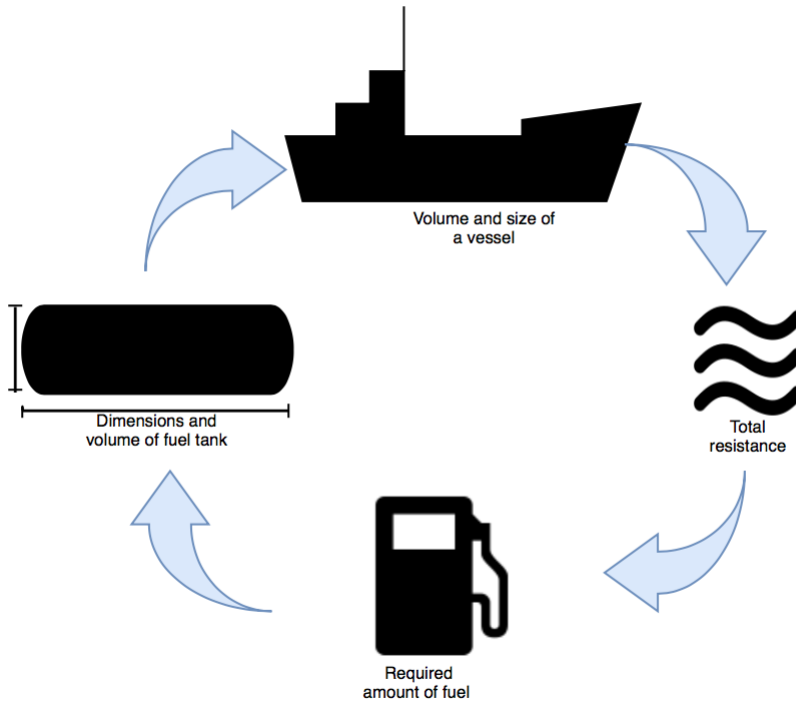 Volume and size of
a vessel
Total
resistance
Required
amount of fuel
Dimensions and
volume of fuel tank